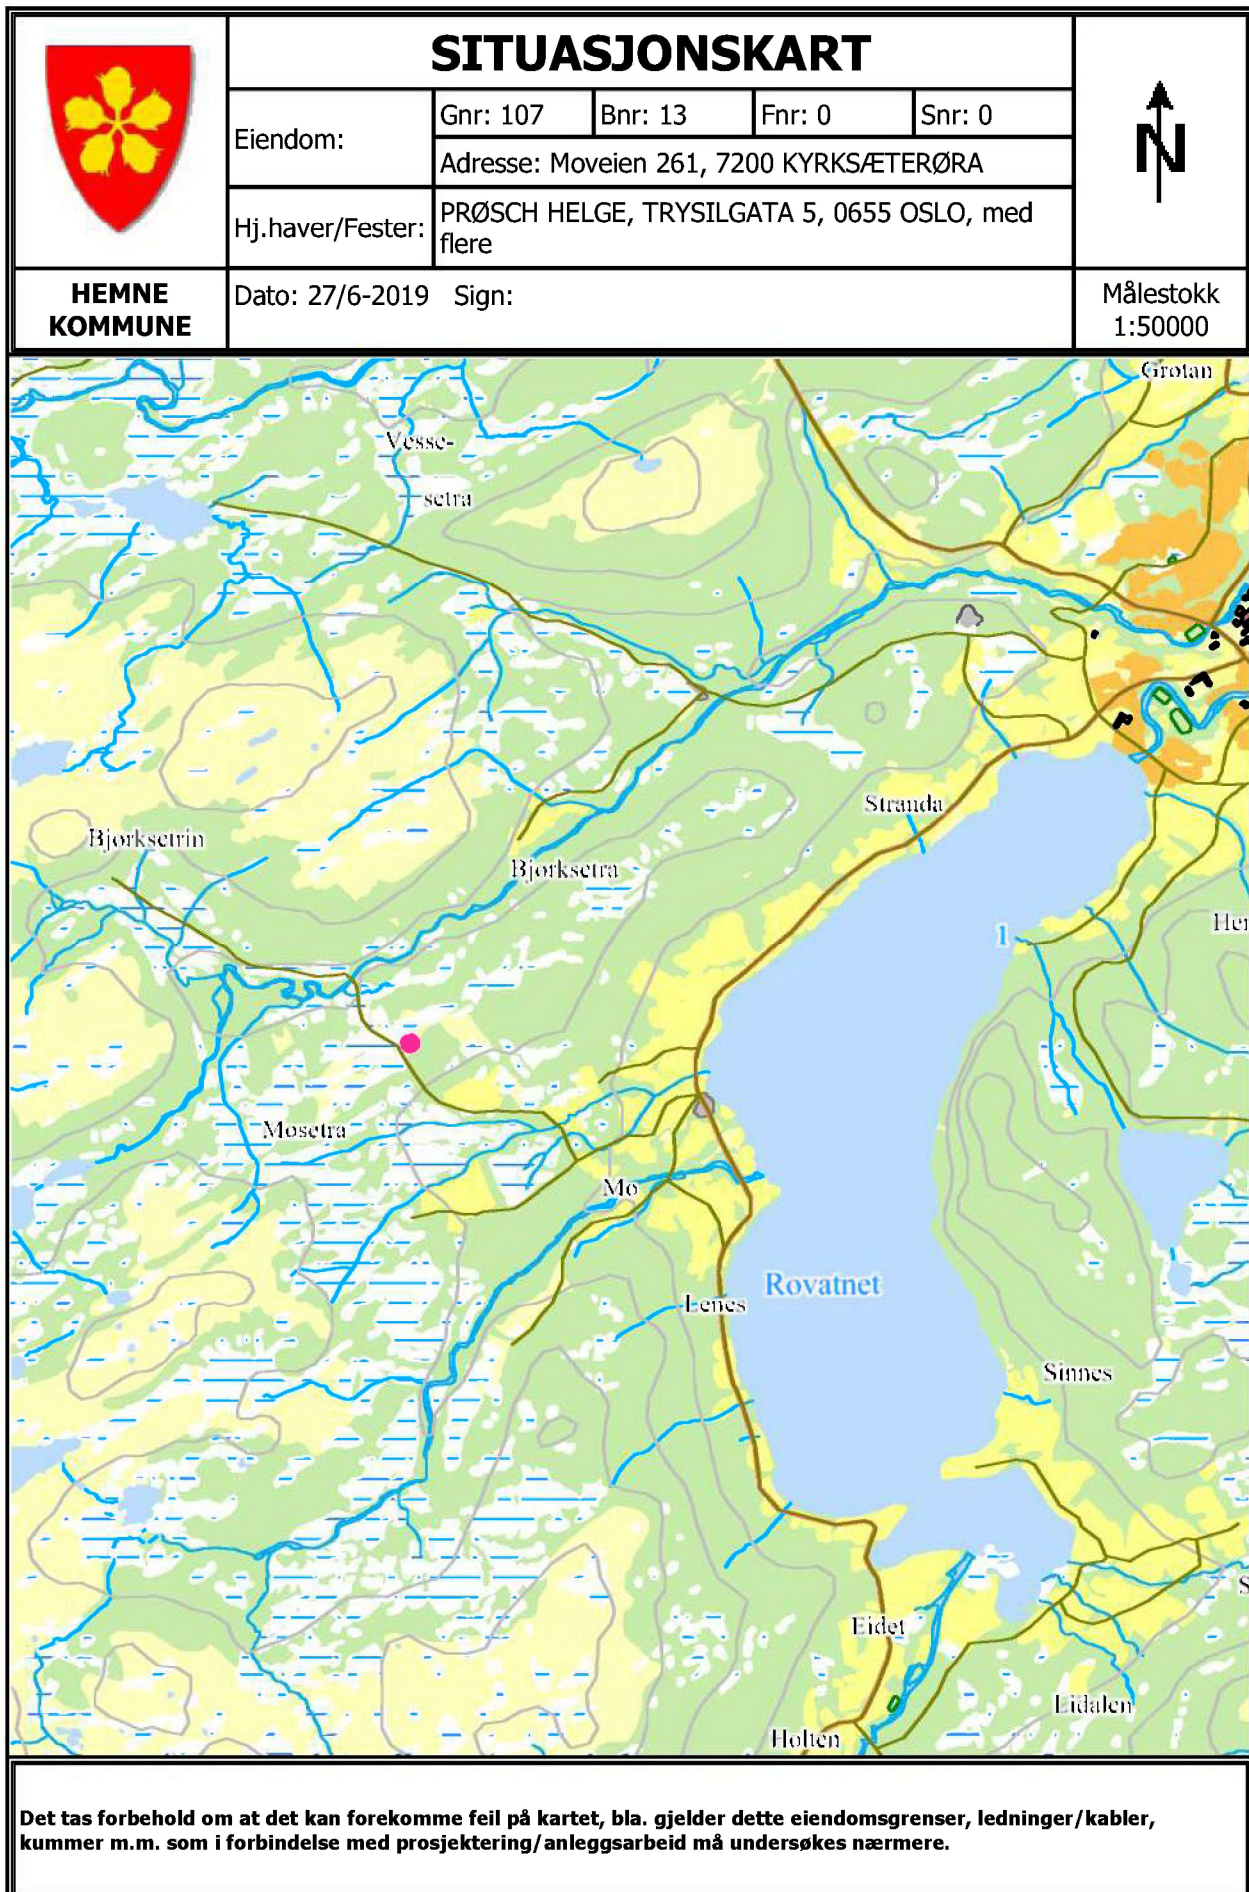 SITUASJONSKART
Eiendom:
Gnr: 107
Bnr: 13
Fnr: 0
Snr: 0
Adresse: Moveien 261, 7200 KYRKSÆTERØRA
Hj.haver/Fester:
PRØSCH HELGE, TRYSILGATA 5, 0655 OSLO, med
flere
N
HEMNE
KOMMUNE
Dato: 27/6-2019 Sign:
Målestokk
1:50000
Grotan
Vesse-
setra
Stranda
Bjorksetrin
Bjorksetra
1
Her
Mosetra
Mo
Rovatnet
Lenes
Sinnes
S
Eidet
Lidalen
Holten
Det tas forbehold om at det kan forekomme feil på kartet, bla. gjelder dette eiendomsgrenser, ledninger/kabler,
kummer m.m. som i forbindelse med prosjektering/anleggsarbeid må undersøkes nærmere.